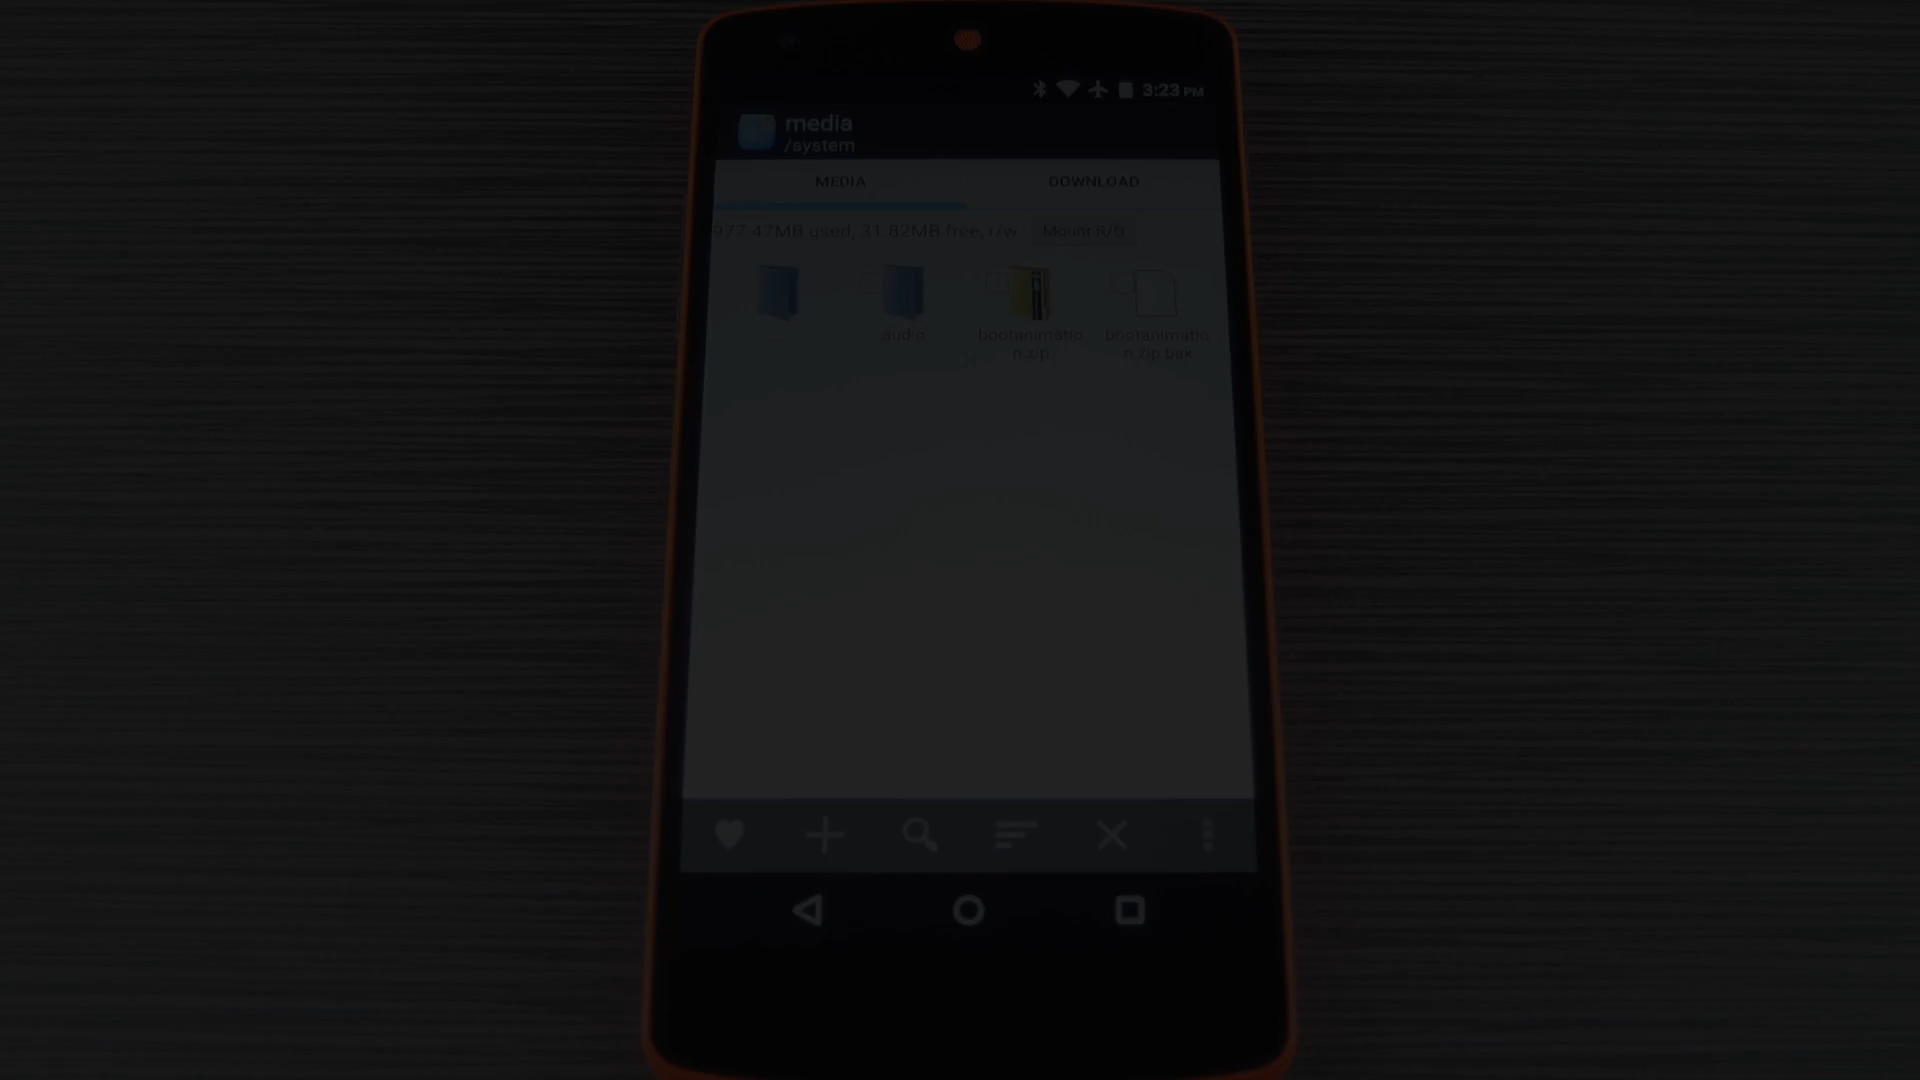 3:23 PM
media
/system
MEDIA
DOWNLOAD
977.47MB used, 31.82MB free, r/w
Mount R/O
audio
bootanimatio
n.zip
bootanimatio
n.zip.bak